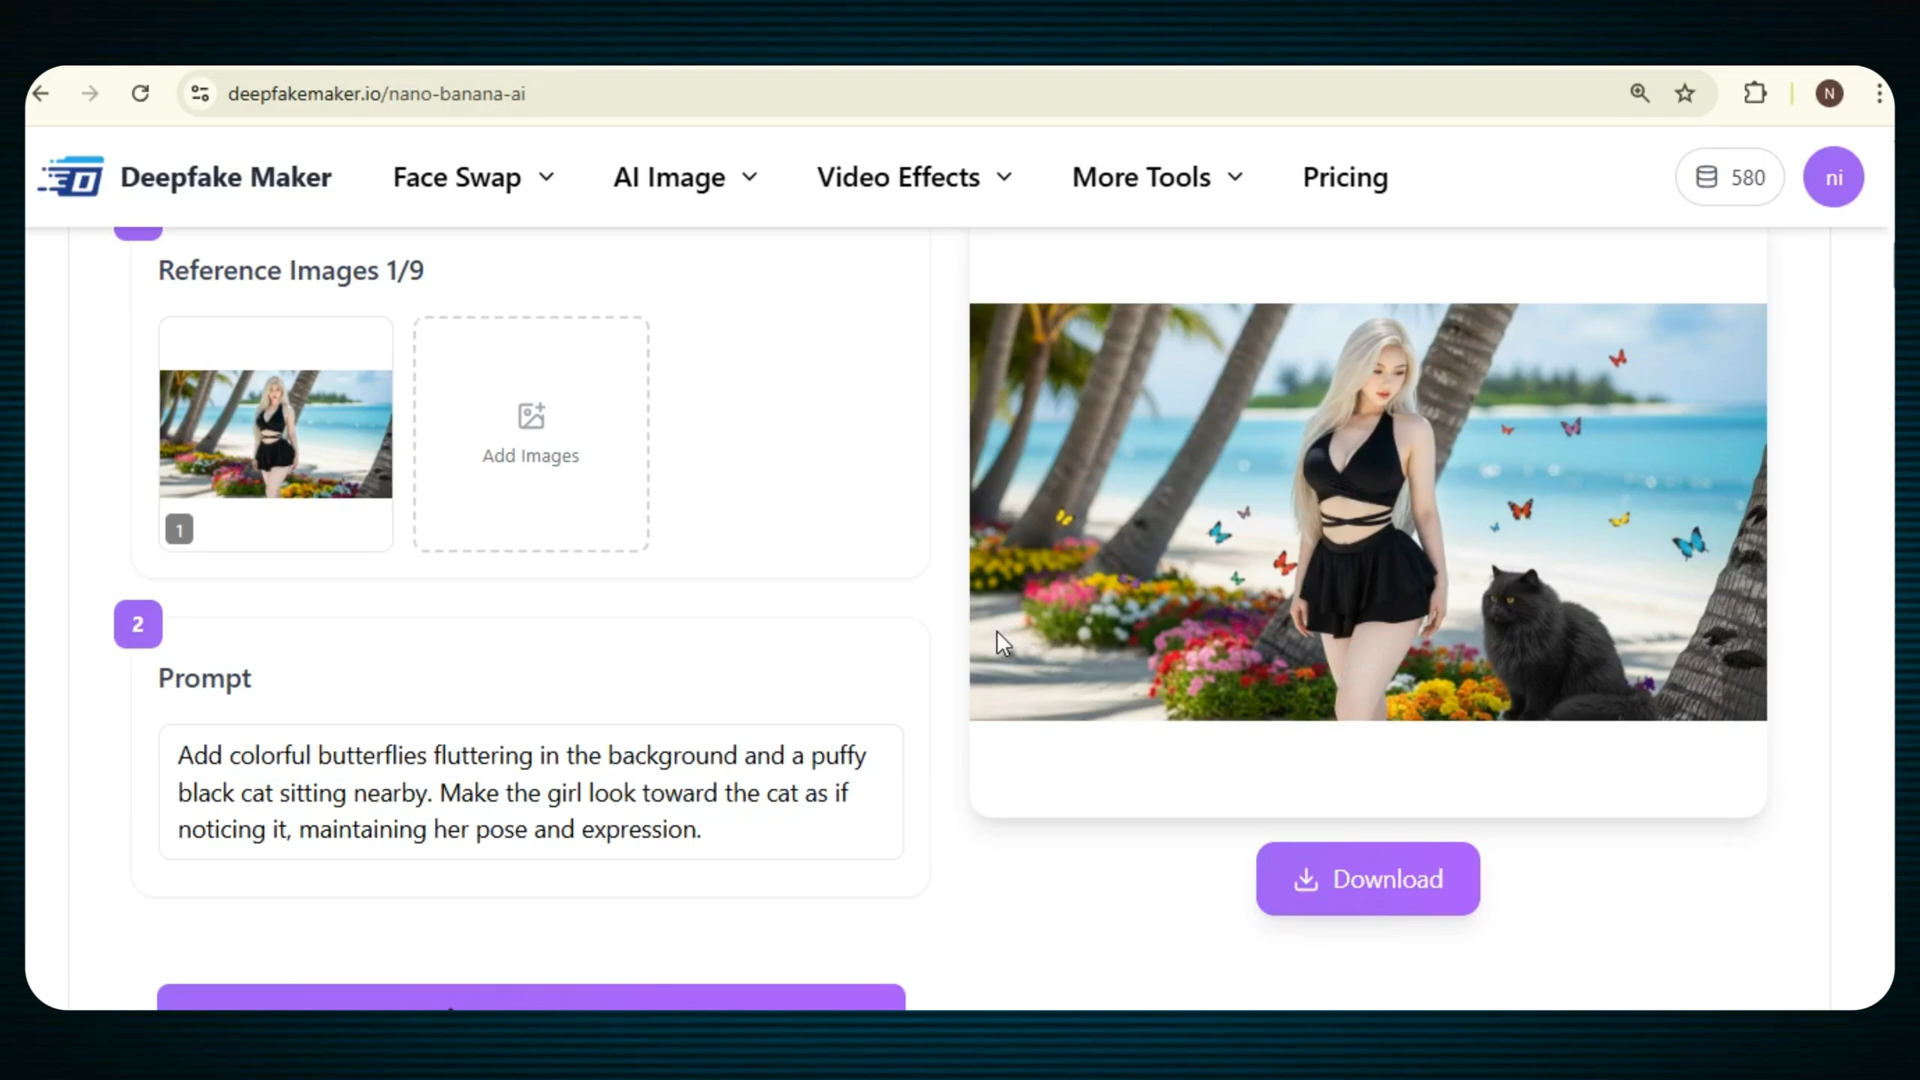 deepfakemaker.io/nano-banana-ai
N
Deepfake Maker
Face Swap
AI Image
Video Effects
More Tools
Pricing
580
ni
Reference Images 1/9
Add Images
1
2
Prompt
Add colorful butterflies fluttering in the background and a puffy
black cat sitting nearby. Make the girl look toward the cat as if
noticing it, maintaining her pose and expression.
Download